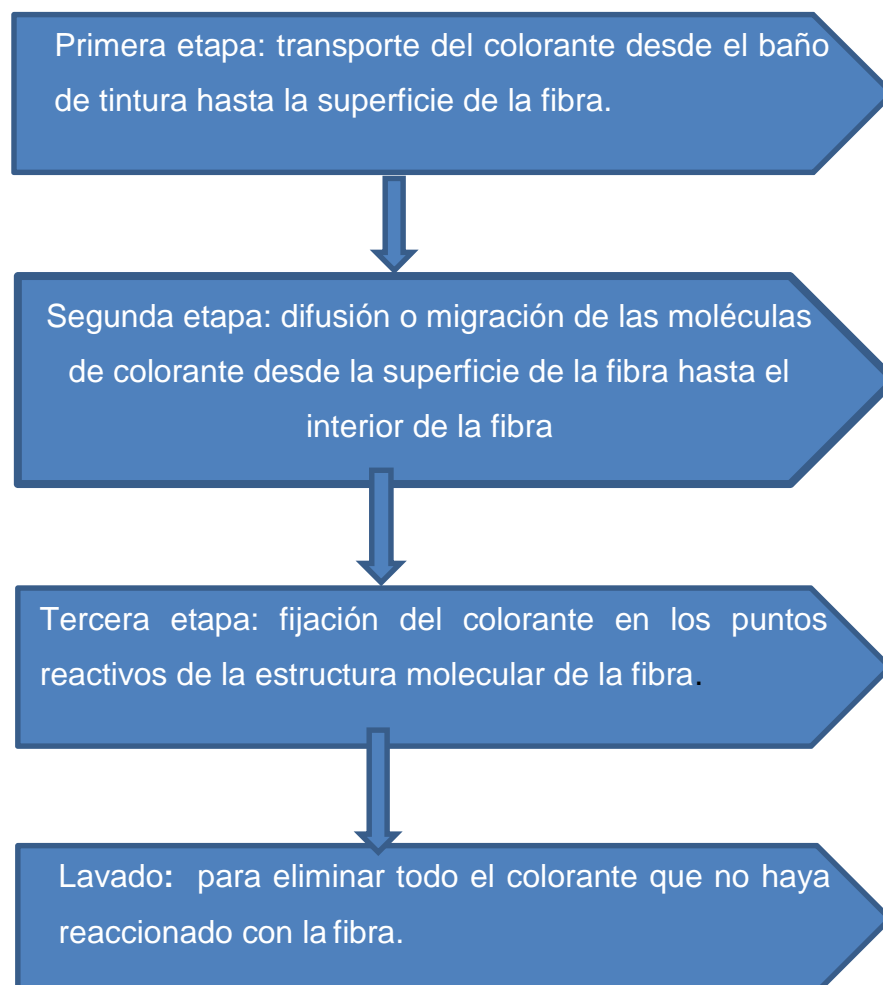 Primera etapa: transporte del colorante desde el baño
de tintura hasta la superficie de la fibra.
Segunda etapa: difusión o migración de las moléculas
de colorante desde la superficie de la fibra hasta el
interior de la fibra
Tercera etapa: fijación del colorante en los puntos
reactivos de la estructura molecular de la fibra.
Lavado: para eliminar todo el colorante que no haya
reaccionado con la fibra.